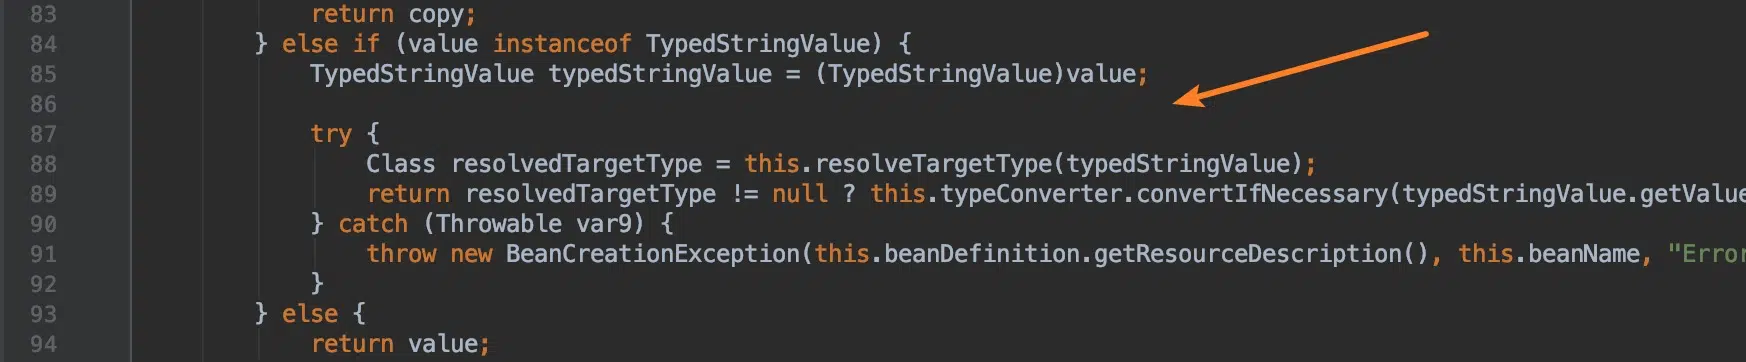 83 return copy;
84 } else if (value instanceof TypedStringValue) {
85 TypedStringValue typedStringValue = (TypedStringValue)value;
86
87 try {
88 Class resolvedTargetType = this.resolveTargetType(typedStringValue);
89 return resolvedTargetType != null ? this.typeConverter.convertIfNecessary(typedStringValue.getValue
90 } catch (Throwable var9) {
91 throw new BeanCreationException(this.beanDefinition.getResourceDescription(), this.beanName, "Error
92 }
93 } else {
94 return value;